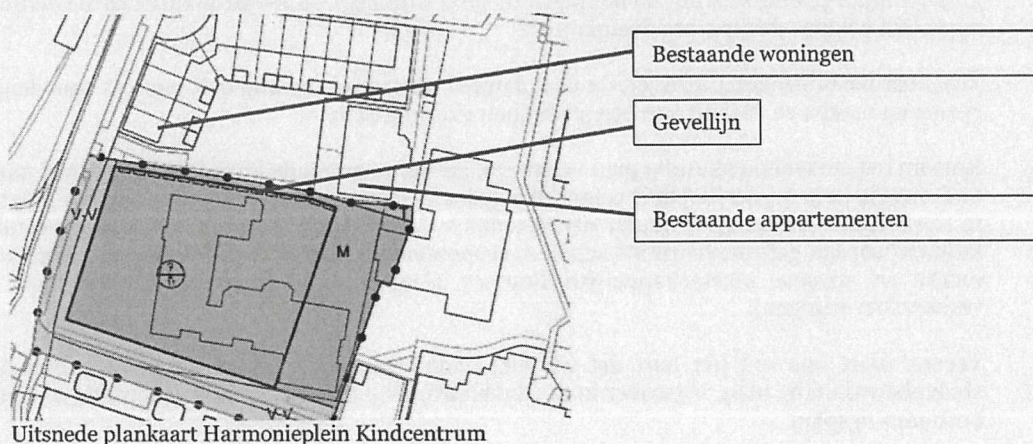 Bestaande woningen
Gevellijn
Bestaande appartementen
V-V
M
V-V
Uitsnede plankaart Harmonieplein Kindcentrum